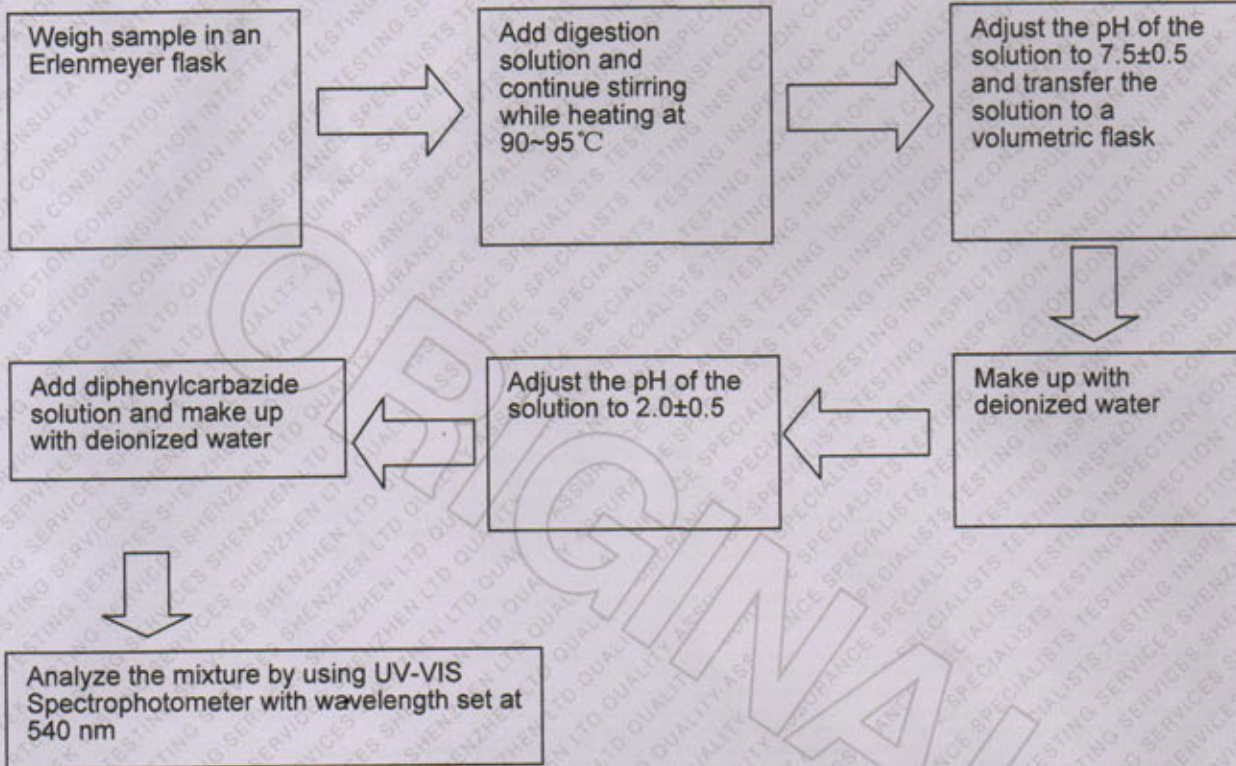 Weigh sample in an
Erlenmeyer flask
Add digestion
solution and
continue stirring
while heating at
90~95℃
Adjust the pH of the
solution to 7.5±0.5
and transfer the
solution to a
volumetric flask
Make up with
deionized water
Adjust the pH of the
solution to 2.0±0.5
Add diphenylcarbazide
solution and make up
with deionized water
Analyze the mixture by using UV-VIS
Spectrophotometer with wavelength set at
540 nm
ORIGINAL